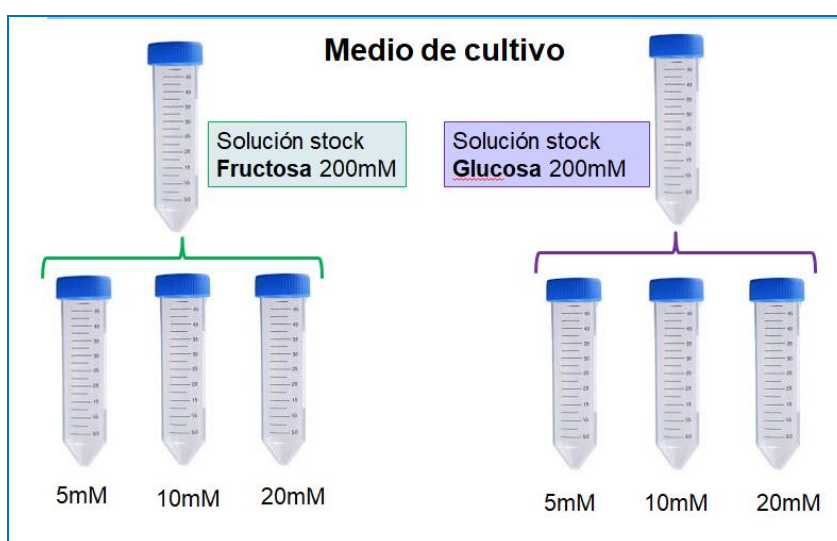 Medio de cultivo
Solución stock
Fructosa 200mM
Solución stock
Glucosa 200mM
5mM
10mM
20mM
5mM
10mM
20mM